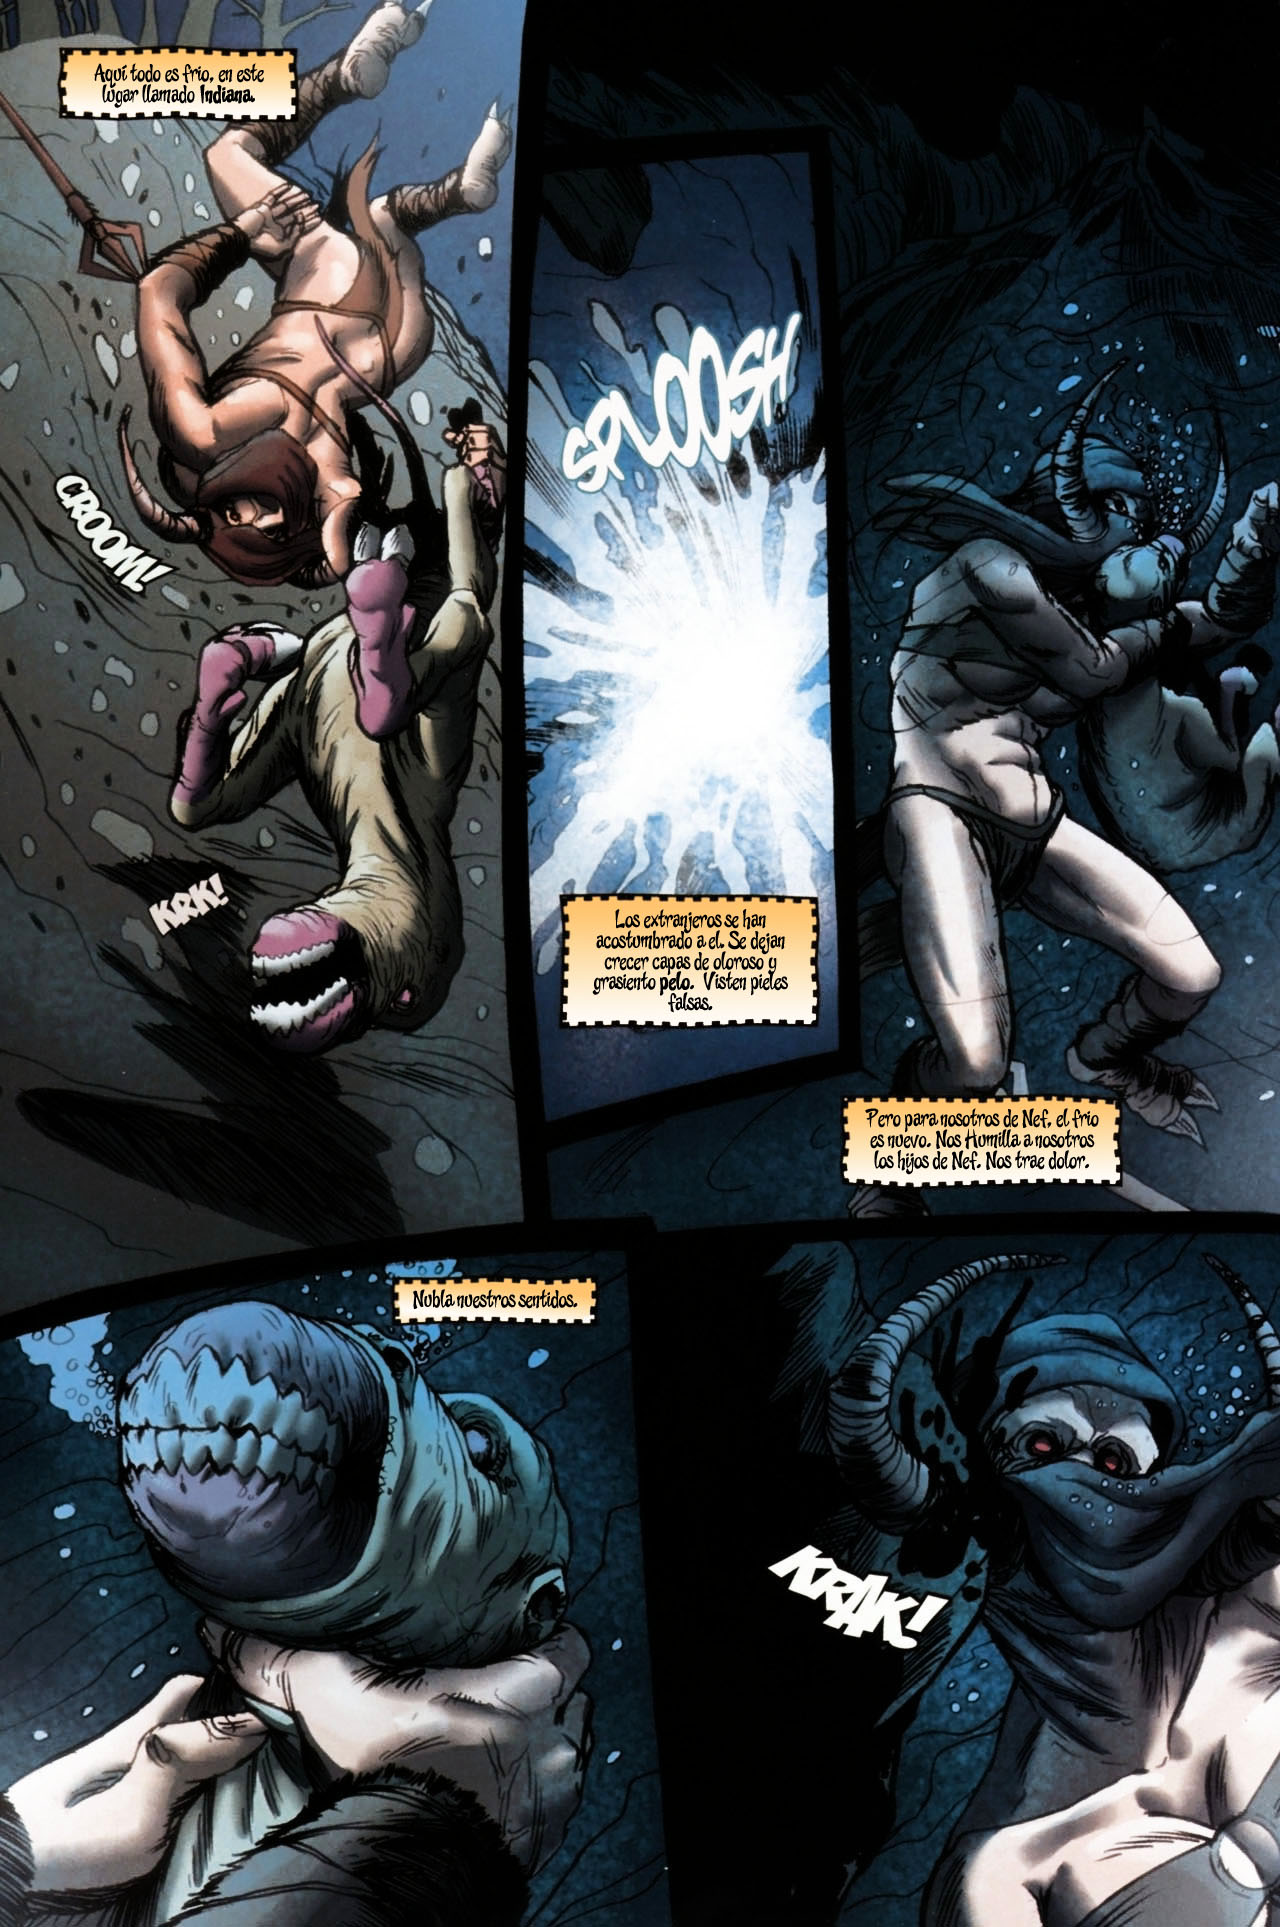 Aquí todo es frio, en este
lugar llamado Indiana.
CROOM!
KRK!
SPLOOSH
Los extranjeros se han
acostumbrado a el. Se dejan
crecer capas de oloroso y
grasiento pelo. Visten pieles
falsas.
Pero para nosotros de Nef, el frio
es nuevo. Nos Humilla a nosotros
los hijos de Nef. Nos trae dolor.
Nubla nuestros sentidos.
KRAK!